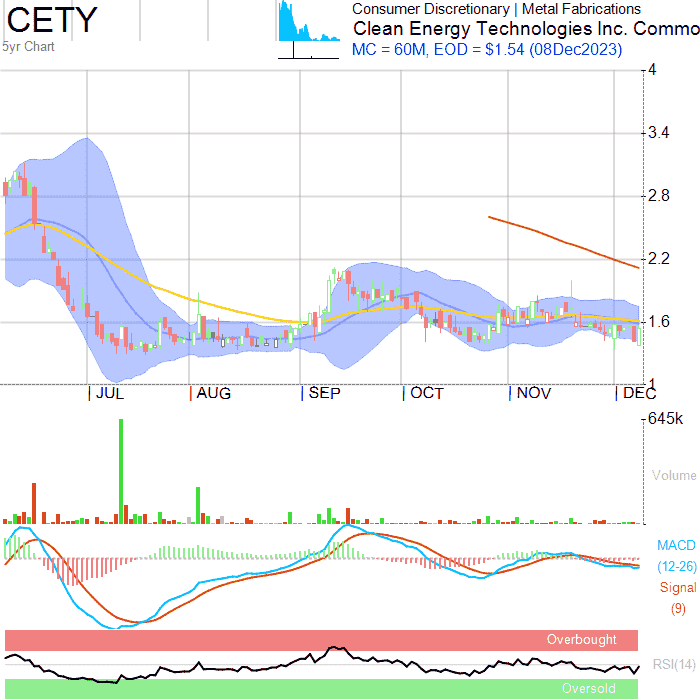 CETY
5yr Chart
Consumer Discretionary | Metal Fabrications
Clean Energy Technologies Inc. Commo
MC = 60M, EOD = $1.54 (08Dec2023)
4
3.4
2.8
2.2
1.6
1
JUL AUG SEP OCT NOV DEC
645k
Volume
MACD
(12-26)
Signal
(9)
Overbought
RSI(14)
Oversold